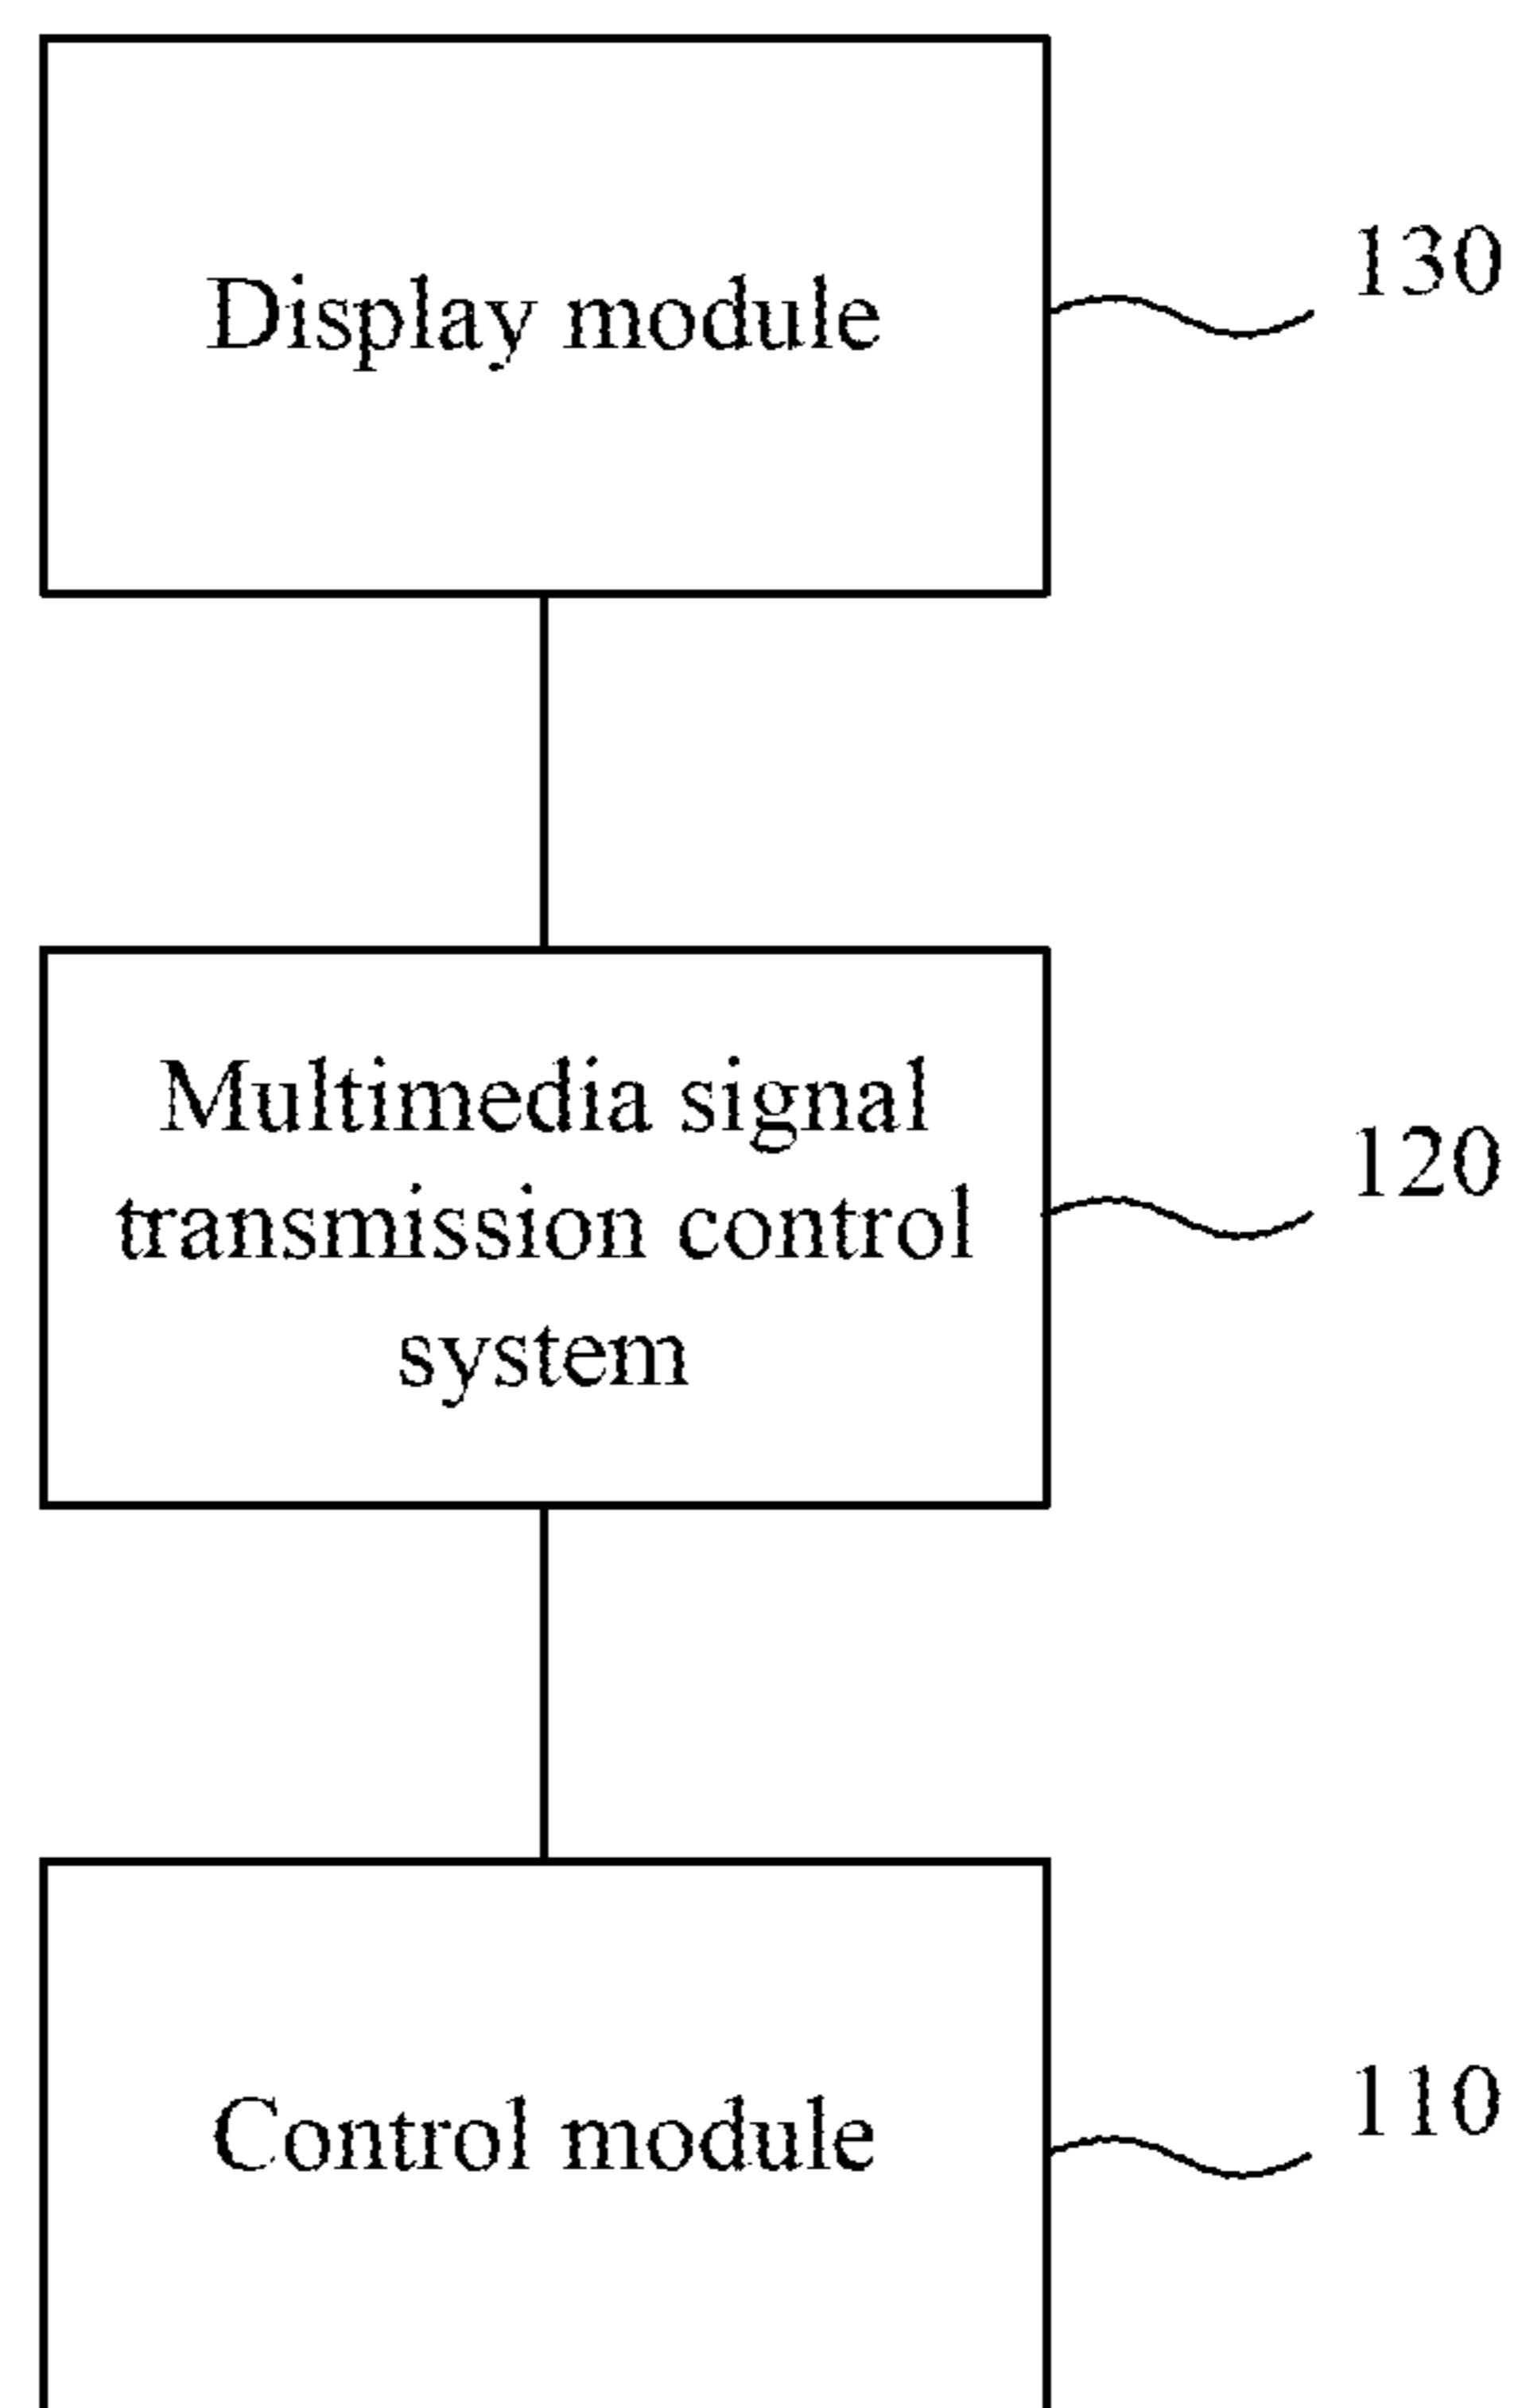 Display module
130
Multimedia signal
transmission control
system
120
Control module
110